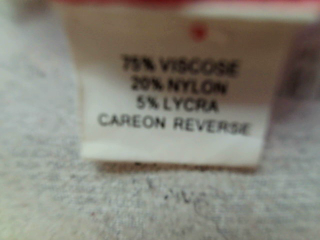 75% VISCOSE
20% NYLON
5% LYCRA
CAREON REVERSE